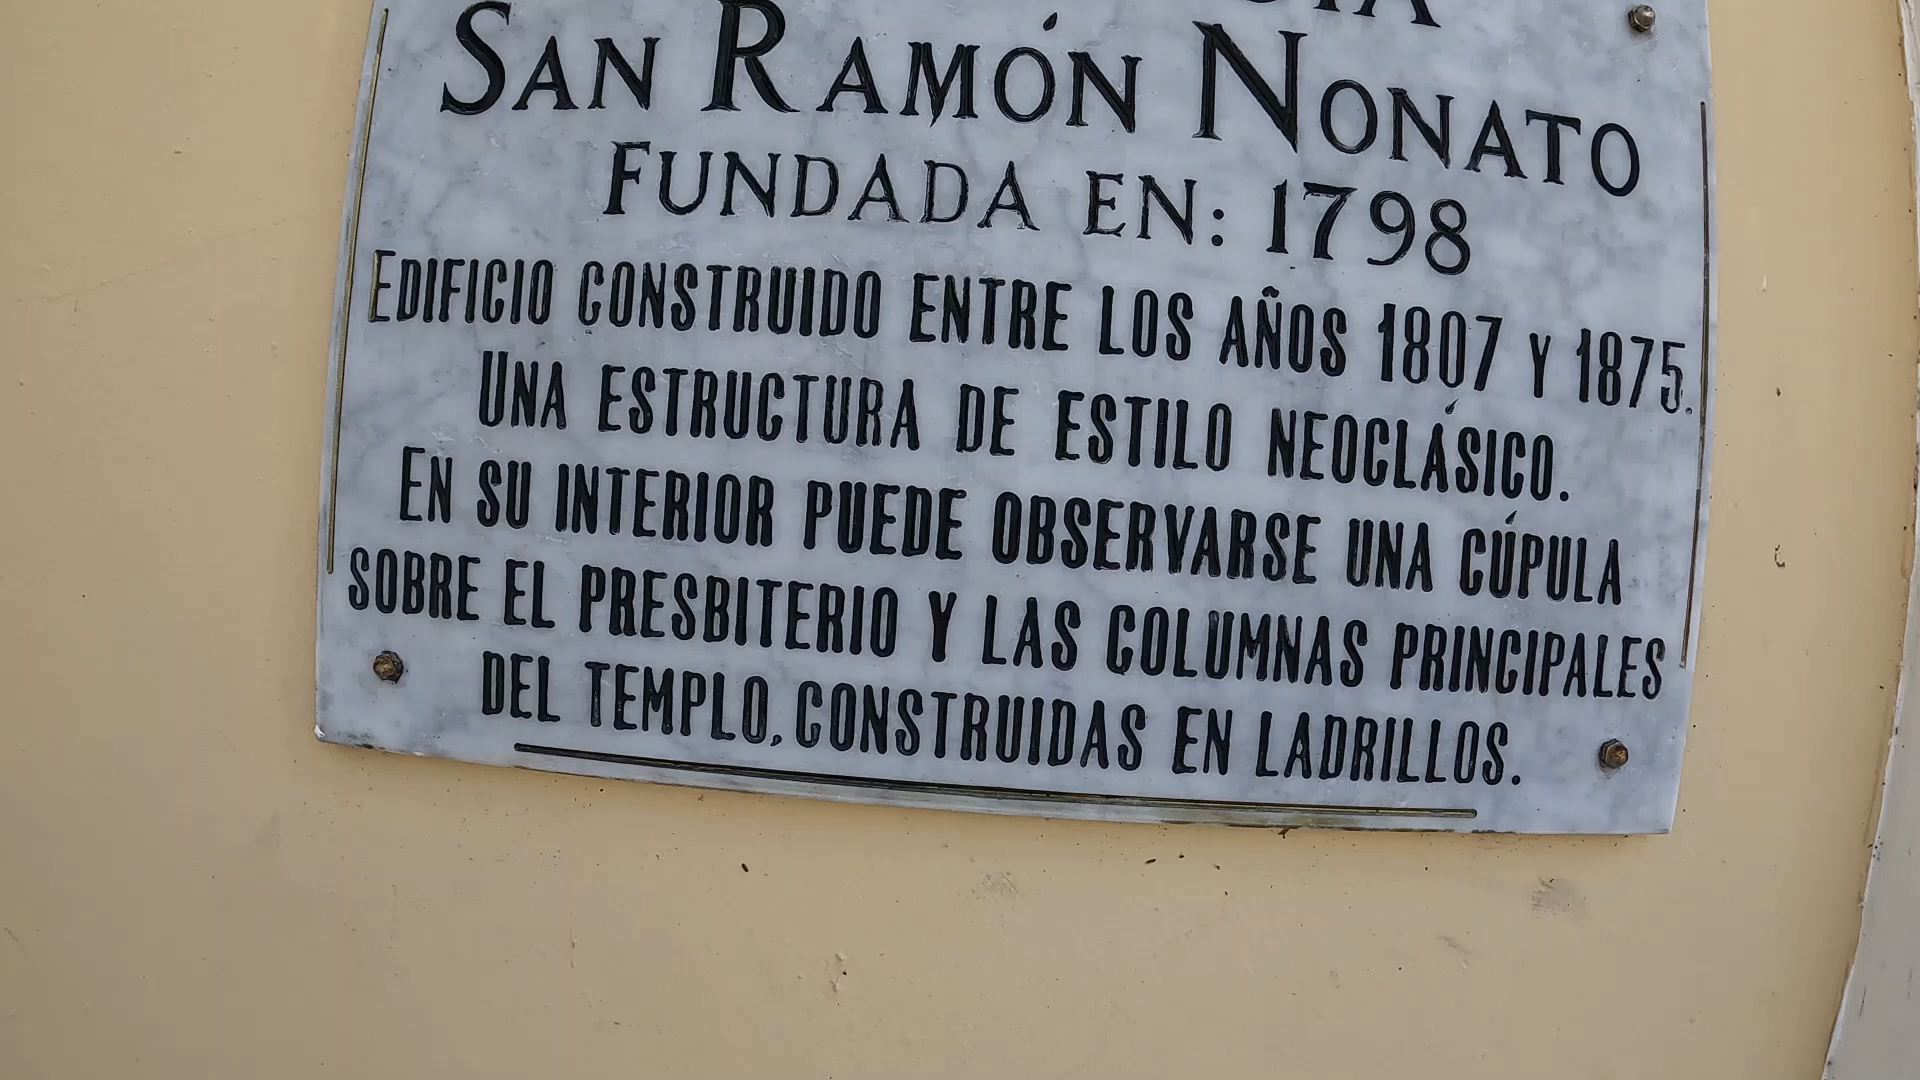 SAN RAMÓN NONATO
FUNDADA EN: 1798
EDIFICIO CONSTRUIDO ENTRE LOS AÑOS 1807 Y 1875.
UNA ESTRUCTURA DE ESTILO NEOCLÁSICO.
EN SU INTERIOR PUEDE OBSERVARSE UNA CÚPULA
SOBRE EL PRESBITERIO Y LAS COLUMNAS PRINCIPALES
DEL TEMPLO, CONSTRUIDAS EN LADRILLOS.